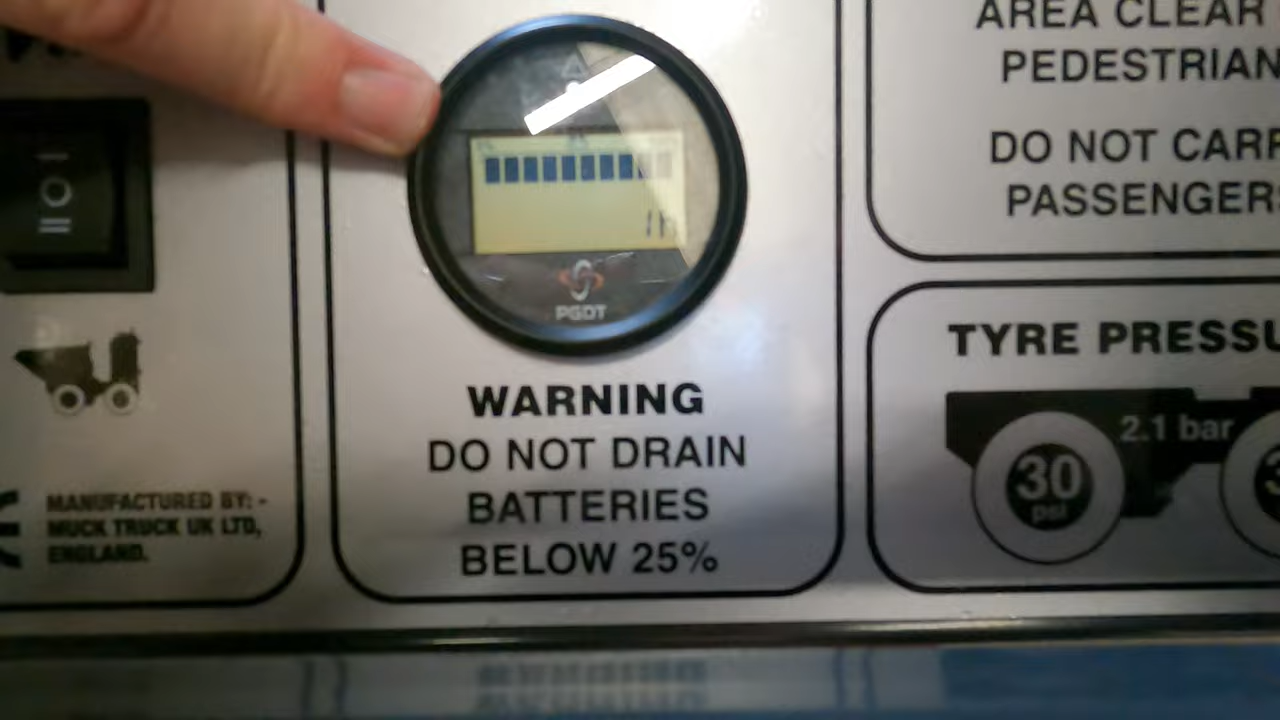 PGDT
WARNING
DO NOT DRAIN
BATTERIES
BELOW 25%
MANUFACTURED BY: -
MUCK TRUCK UK LTD,
ENGLAND.
AREA CLEAR
PEDESTRIAN
DO NOT CARR
PASSENGERS
TYRE PRESSU
2.1 bar
30
psi